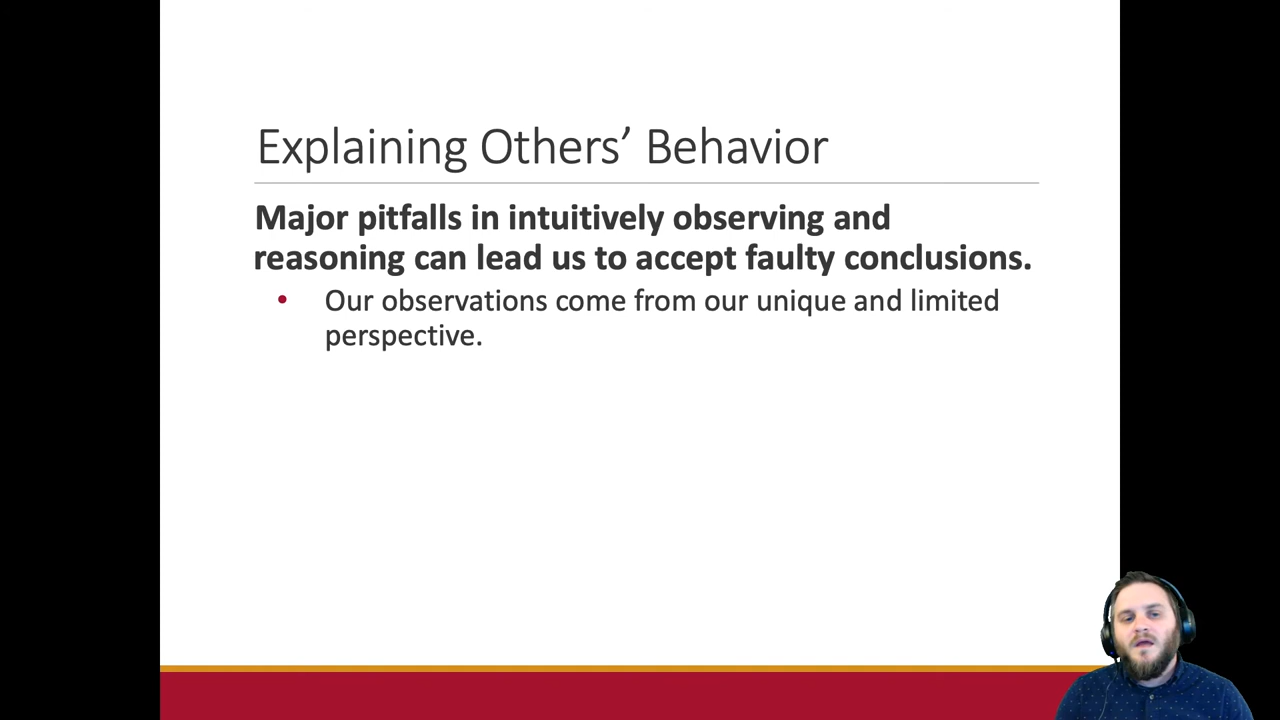 Explaining Others’ Behavior
Major pitfalls in intuitively observing and
reasoning can lead us to accept faulty conclusions.
• Our observations come from our unique and limited
perspective.